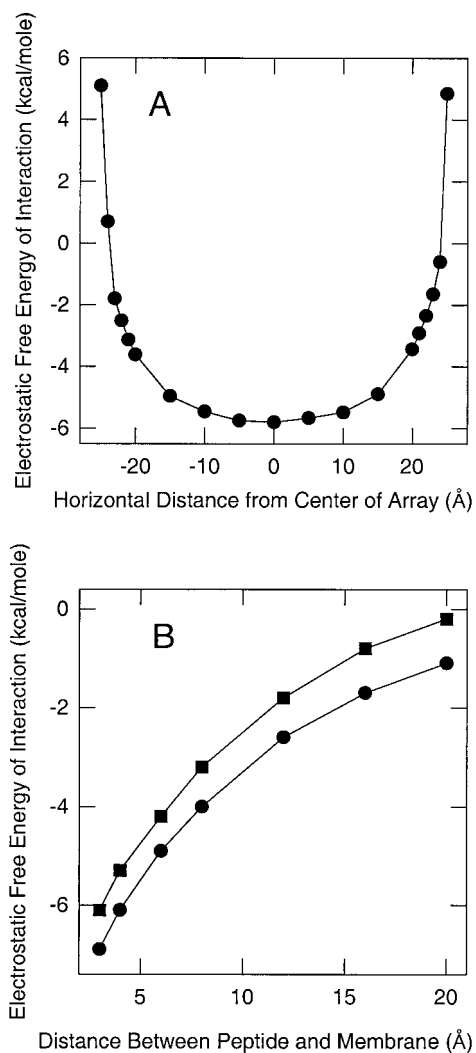 Electrostatic Free Energy of Interaction (kcal/mole)
A
6
4
2
0
-2
-4
-6
-20 -10 0 10 20
Horizontal Distance from Center of Array (Å)
Electrostatic Free Energy of Interaction (kcal/mole)
B
0
-2
-4
-6
5 10 15 20
Distance Between Peptide and Membrane (Å)